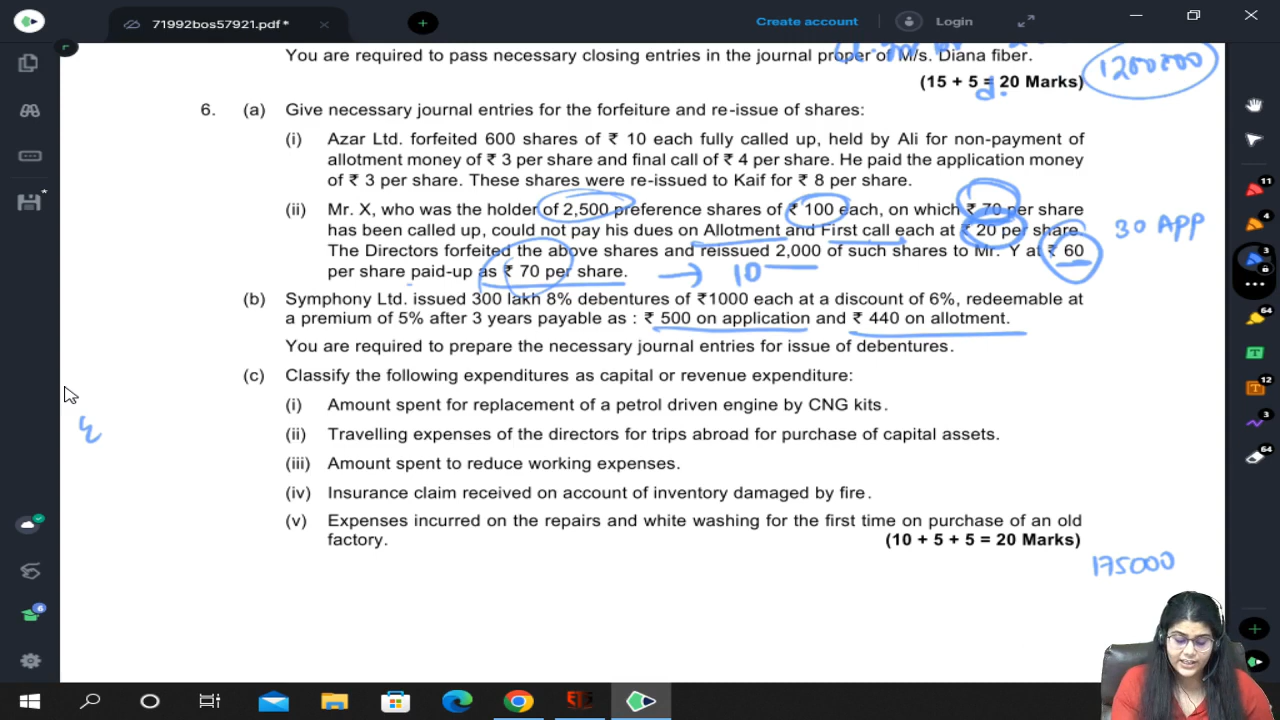 71992bos57921.pdf*
Create account
Login
You are required to pass necessary closing entries in the journal proper of M/s. Diana fiber.
(15 + 5 = 20 Marks)
1200000
d.
6. (a) Give necessary journal entries for the forfeiture and re-issue of shares:
(i) Azar Ltd. forfeited 600 shares of ₹ 10 each fully called up, held by Ali for non-payment of
allotment money of ₹ 3 per share and final call of ₹ 4 per share. He paid the application money
of ₹ 3 per share. These shares were re-issued to Kaif for ₹ 8 per share.
(ii) Mr. X, who was the holder of 2,500 preference shares of ₹ 100 each, on which ₹ 70 per share
has been called up, could not pay his dues on Allotment and First call each at ₹ 20 per share.
30 APP
The Directors forfeited the above shares and reissued 2,000 of such shares to Mr. Y at ₹ 60
per share paid-up as ₹ 70 per share.
→ 10
(b) Symphony Ltd. issued 300 lakh 8% debentures of ₹1000 each at a discount of 6%, redeemable at
a premium of 5% after 3 years payable as : ₹ 500 on application and ₹ 440 on allotment.
You are required to prepare the necessary journal entries for issue of debentures.
(c) Classify the following expenditures as capital or revenue expenditure:
(i) Amount spent for replacement of a petrol driven engine by CNG kits.
(ii) Travelling expenses of the directors for trips abroad for purchase of capital assets.
(iii) Amount spent to reduce working expenses.
(iv) Insurance claim received on account of inventory damaged by fire.
(v) Expenses incurred on the repairs and white washing for the first time on purchase of an old
factory.
(10 + 5 + 5 = 20 Marks)
175000
11
4
3
64
12
3
64
6